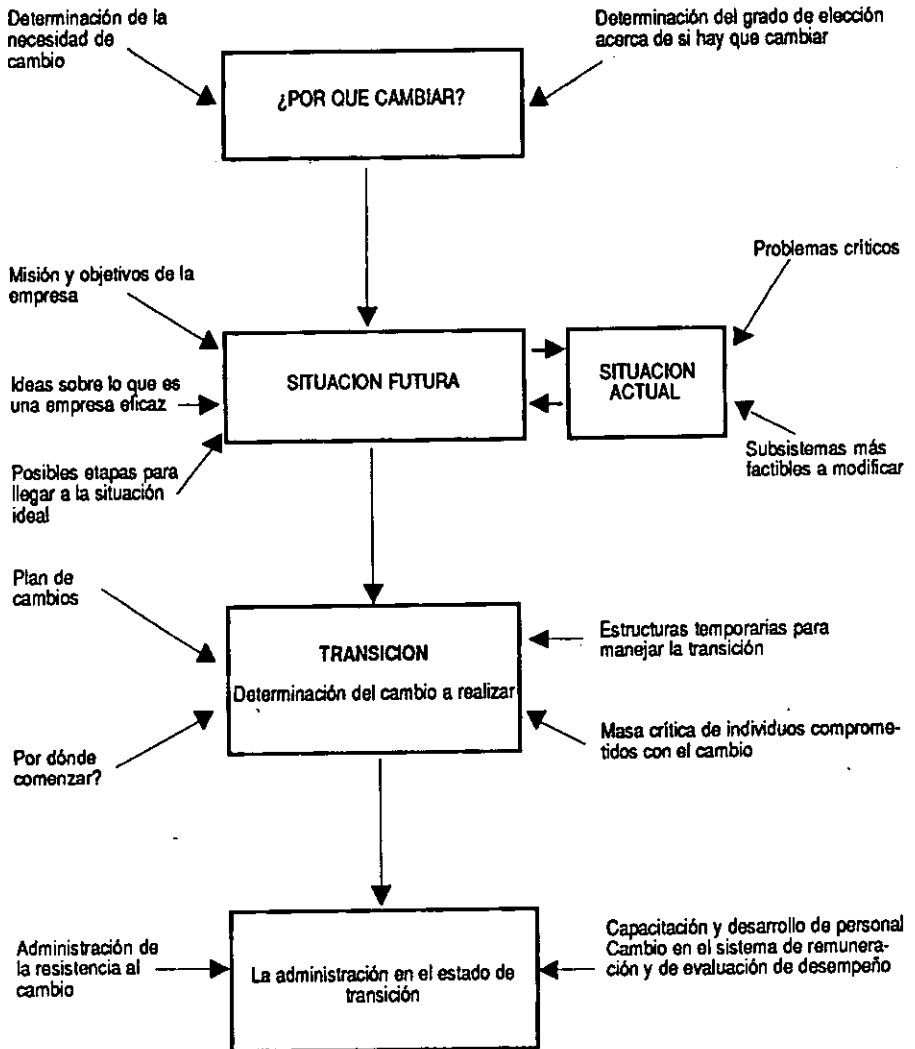 Determinación de la
necesidad de
cambio
Determinación del grado de elección
acerca de si hay que cambiar
¿POR QUE CAMBIAR?
Misión y objetivos de la
empresa
Ideas sobre lo que es
una empresa eficaz
Posibles etapas para
llegar a la situación
ideal
SITUACION FUTURA
SITUACION
ACTUAL
Problemas críticos
Subsistemas más
factibles a modificar
Plan de
cambios
Por dónde
comenzar?
TRANSICION
Determinación del cambio a realizar
Estructuras temporarias para
manejar la transición
Masa crítica de individuos comprome-
tidos con el cambio
Administración de
la resistencia al
cambio
La administración en el estado de
transición
Capacitación y desarrollo de personal
Cambio en el sistema de remunera-
ción y de evaluación de desempeño